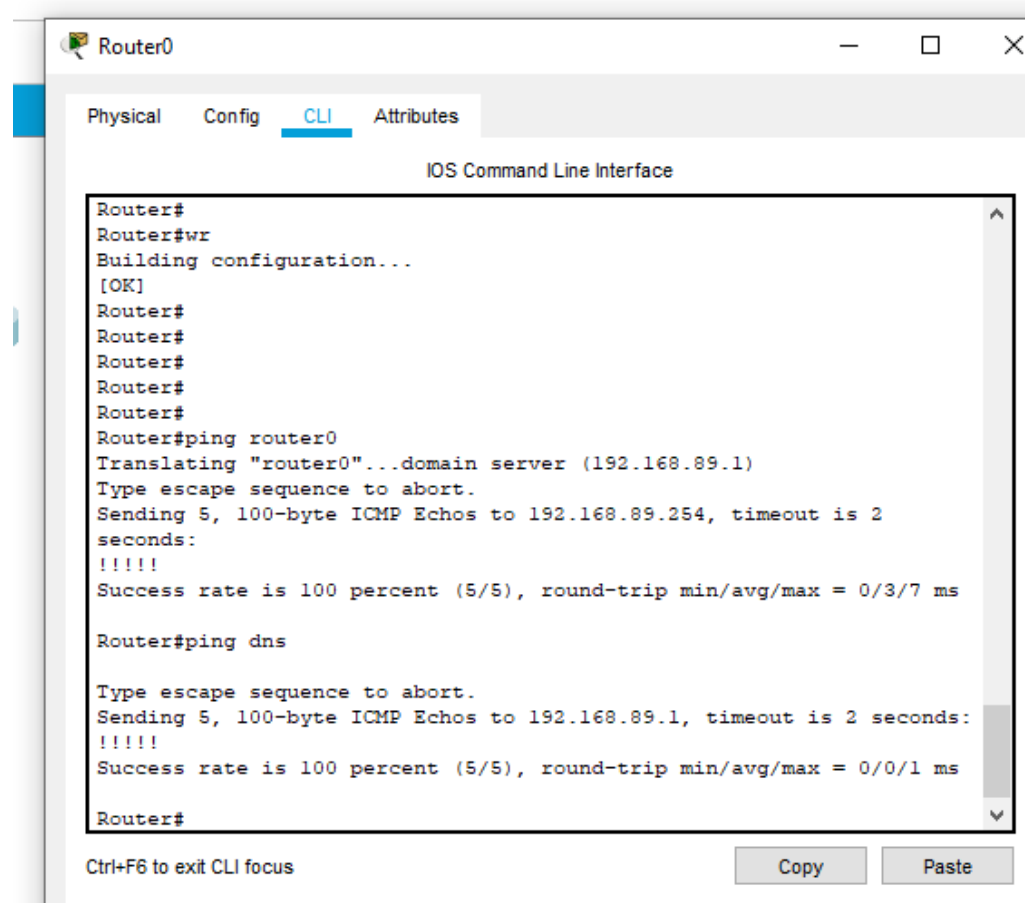 Router0
Physical Config CLI Attributes
IOS Command Line Interface
Router#
Router#wr
Building configuration...
[OK]
Router#
Router#
Router#
Router#
Router#
Router#ping router0
Translating "router0"...domain server (192.168.89.1)
Type escape sequence to abort.
Sending 5, 100-byte ICMP Echos to 192.168.89.254, timeout is 2
seconds:
!!!!!
Success rate is 100 percent (5/5), round-trip min/avg/max = 0/3/7 ms
Router#ping dns
Type escape sequence to abort.
Sending 5, 100-byte ICMP Echos to 192.168.89.1, timeout is 2 seconds:
!!!!!
Success rate is 100 percent (5/5), round-trip min/avg/max = 0/0/1 ms
Router#
Ctrl+F6 to exit CLI focus
Copy Paste